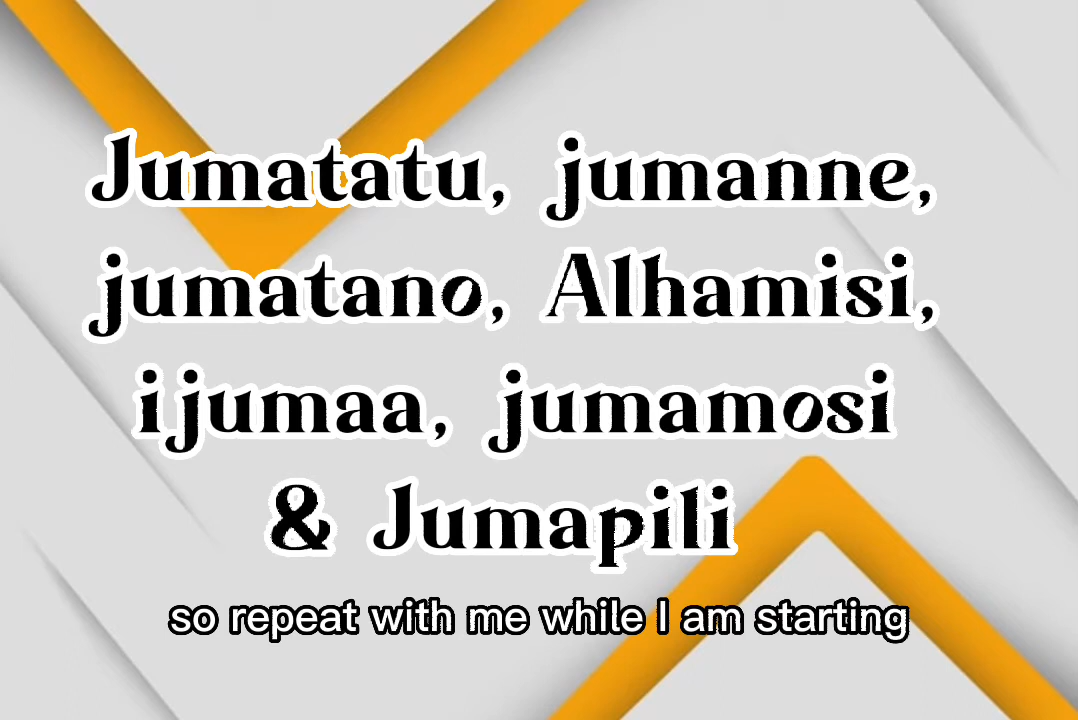 Jumatatu, jumanne,
jumatano, Alhamisi,
ijumaa, jumamosi
& Jumapili
so repeat with me while I am starting